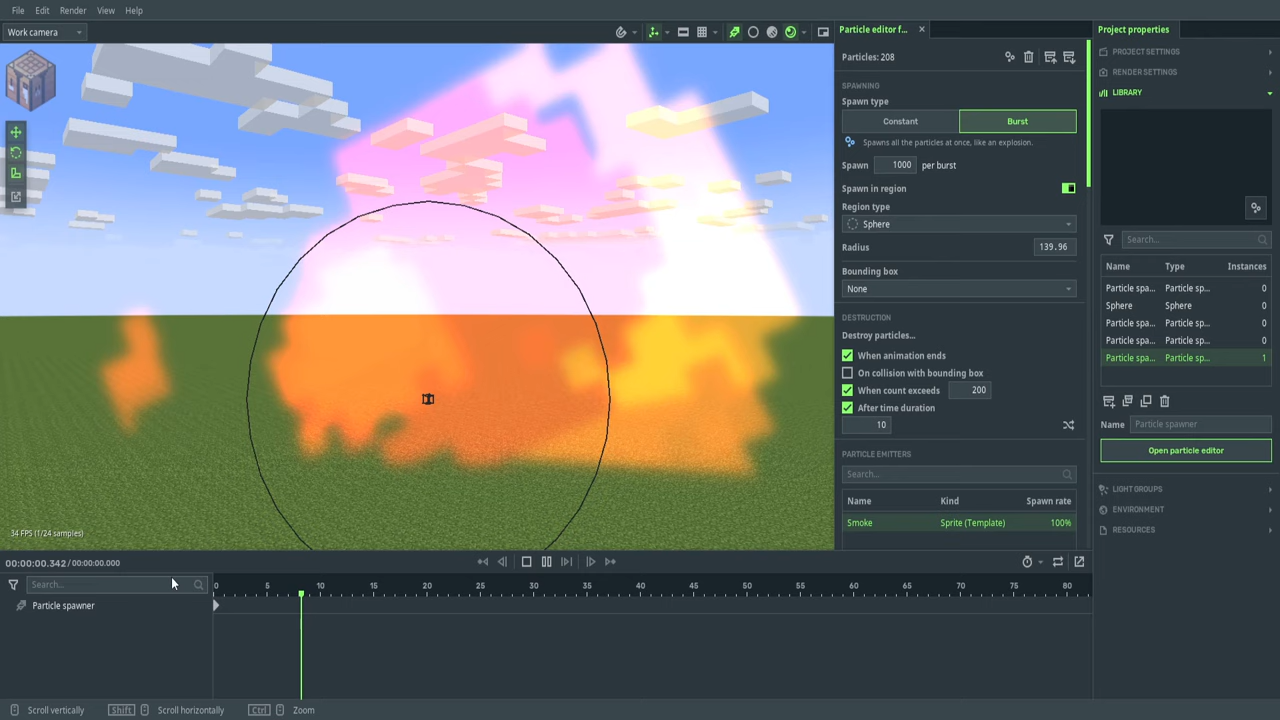 File Edit Render View Help
Work camera
Particle editor f...
Particles: 208
SPAWNING
Spawn type
Constant Burst
Spawns all the particles at once, like an explosion.
Spawn 1000 per burst
Spawn in region
Region type
Sphere
Radius 139.96
Bounding box
None
DESTRUCTION
Destroy particles...
When animation ends
On collision with bounding box
When count exceeds 200
After time duration
10
PARTICLE EMITTERS
Search...
Name Kind Spawn rate
Smoke Sprite (Template) 100%
Project properties
PROJECT SETTINGS
RENDER SETTINGS
LIBRARY
Search...
Name Type Instances
Particle spa... Particle sp... 0
Sphere Sphere 0
Particle spa... Particle sp... 0
Particle spa... Particle sp... 0
Particle spa... Particle sp... 1
Name Particle spawner
Open particle editor
LIGHT GROUPS
ENVIRONMENT
RESOURCES
34 FPS (1/24 samples)
00:00:00.342 / 00:00:00.000
Search...
0 5 10 15 20 25 30 35 40 45 50 55 60 65 70 75 80
Particle spawner
Scroll vertically Shift Scroll horizontally Ctrl Zoom